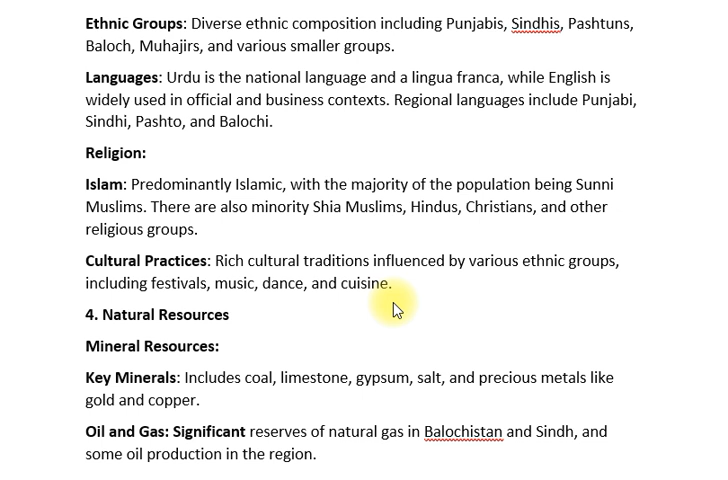 Ethnic Groups: Diverse ethnic composition including Punjabis, Sindhis, Pashtuns,
Baloch, Muhajirs, and various smaller groups.
Languages: Urdu is the national language and a lingua franca, while English is
widely used in official and business contexts. Regional languages include Punjabi,
Sindhi, Pashto, and Balochi.
Religion:
Islam: Predominantly Islamic, with the majority of the population being Sunni
Muslims. There are also minority Shia Muslims, Hindus, Christians, and other
religious groups.
Cultural Practices: Rich cultural traditions influenced by various ethnic groups,
including festivals, music, dance, and cuisine.
4. Natural Resources
Mineral Resources:
Key Minerals: Includes coal, limestone, gypsum, salt, and precious metals like
gold and copper.
Oil and Gas: Significant reserves of natural gas in Balochistan and Sindh, and
some oil production in the region.